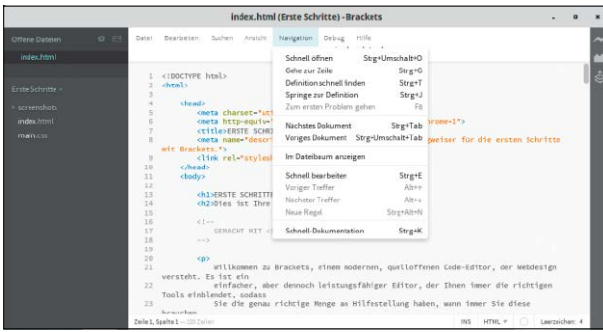 index.html (Erste Schritte) - Brackets
Offene Dateien
index.html
Erste Schritte
screenshots
index.html
main.css
Datei Bearbeiten Suchen Ansicht Navigation Debug Hilfe
Schnell öffnen Strg+Umschalt+O
Gehe zur Zeile Strg+G
Definition schnell finden Strg+T
Springe zur Definition Strg+J
Zum ersten Problem gehen F8
Nächstes Dokument Strg+Tab
Voriges Dokument Strg+Umschalt+Tab
Im Dateibaum anzeigen
Schnell bearbeiten Strg+E
Voriger Treffer
Nächster Treffer
Neue Regel Strg+Alt+N
Schnell-Dokumentation Strg+K
1 <!DOCTYPE html>
2 <html>
3
4 <head>
5 <meta charset="ut
6 <meta http-equiv=" rome=1">
7 <title>ERSTE SCHRI
8 <meta name="descri gweiser für die ersten Schritte
mit Brackets.">
9 <link rel="stylesh
10 </head>
11 <body>
12
13 <h1>ERSTE SCHRITTE
14 <h2>Dies ist Ihre
15
16 <!--
17 GEMACHT MIT <
18 -->
19
20 <p>
21 Willkommen zu Brackets, einem modernen, quelloffenen Code-Editor, der Webdesign
versteht. Es ist ein
22 einfacher, aber dennoch leistungsfähiger Editor, der Ihnen immer die richtigen
Tools einblendet, sodass
23 Sie die genau richtige Menge an Hilfestellung haben, wann immer Sie diese
brauchen.
Zeile 1, Spalte 1 — Zeilen INS HTML Leerzeichen: 4